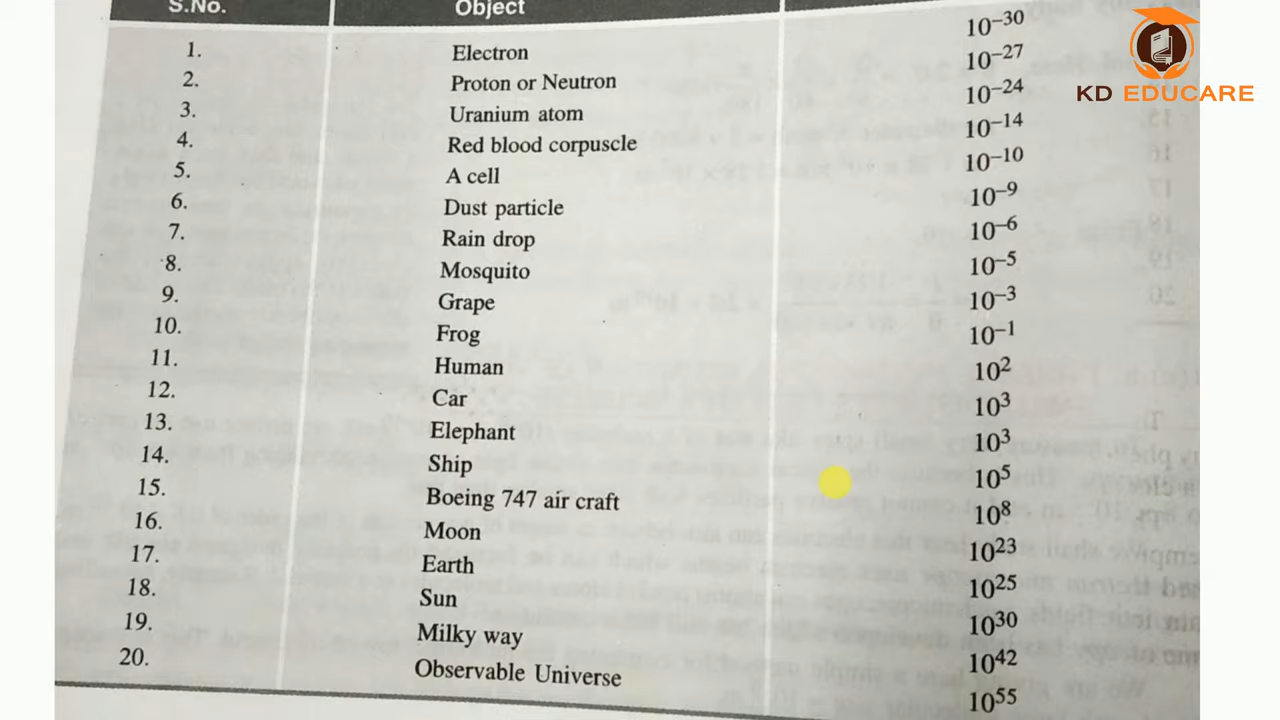 S.No. Object
1. Electron 10⁻³⁰
2. Proton or Neutron 10⁻²⁷
3. Uranium atom 10⁻²⁴
4. Red blood corpuscle 10⁻¹⁴
5. A cell 10⁻¹⁰
6. Dust particle 10⁻⁹
7. Rain drop 10⁻⁶
8. Mosquito 10⁻⁵
9. Grape 10⁻³
10. Frog 10⁻¹
11. Human 10²
12. Car 10³
13. Elephant 10³
14. Ship 10⁵
15. Boeing 747 air craft 10⁸
16. Moon 10²³
17. Earth 10²⁵
18. Sun 10³⁰
19. Milky way 10⁴²
20. Observable Universe 10⁵⁵
KD EDUCARE